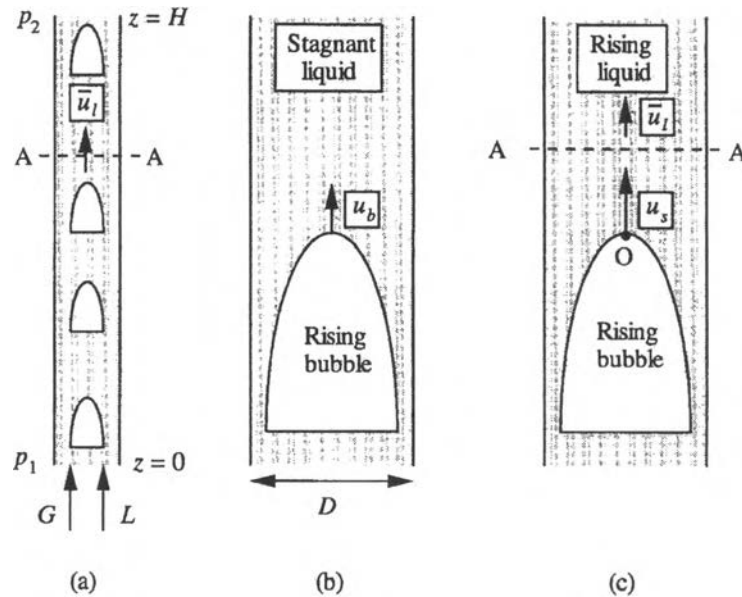 p₂ z = H
ū_l
A A
p₁ z = 0
G L
(a)
Stagnant
liquid
u_b
Rising
bubble
D
(b)
Rising
liquid
ū_l
A A
u_s
O
Rising
bubble
(c)